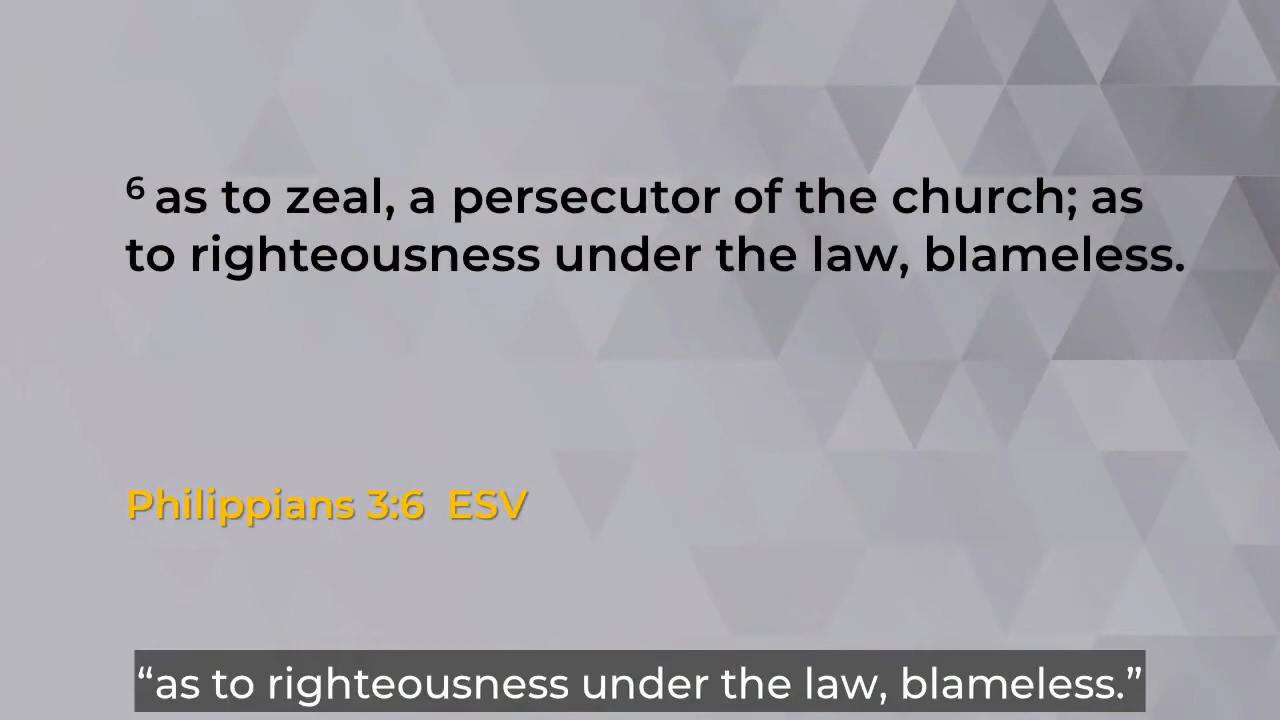 ⁶ as to zeal, a persecutor of the church; as
to righteousness under the law, blameless.
Philippians 3:6 ESV
“as to righteousness under the law, blameless.”